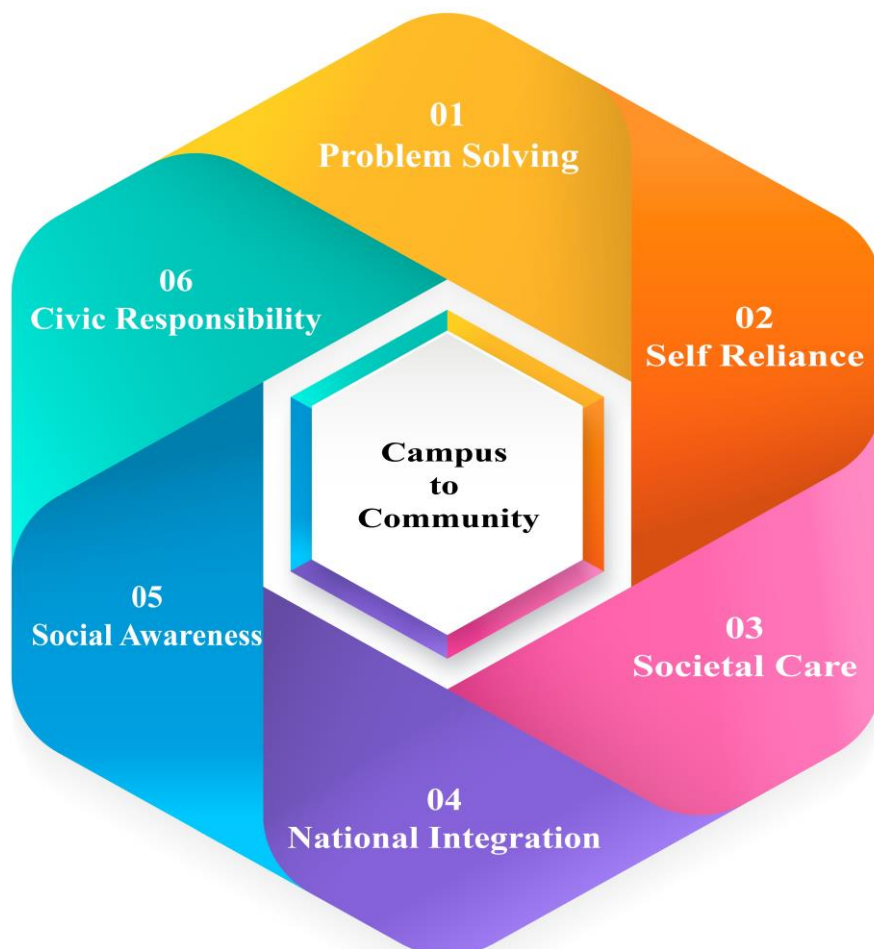 01
Problem Solving
02
Self Reliance
03
Societal Care
04
National Integration
05
Social Awareness
06
Civic Responsibility
Campus
to
Community